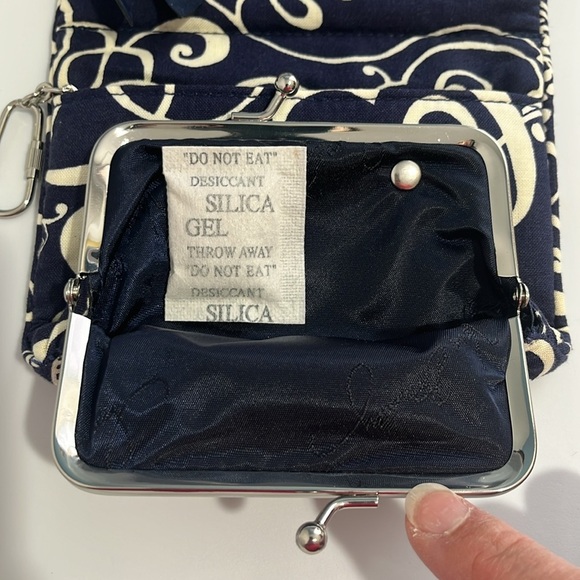 "DO NOT EAT"
DESICCANT
SILICA
GEL
THROW AWAY
"DO NOT EAT"
DESICCANT
SILICA